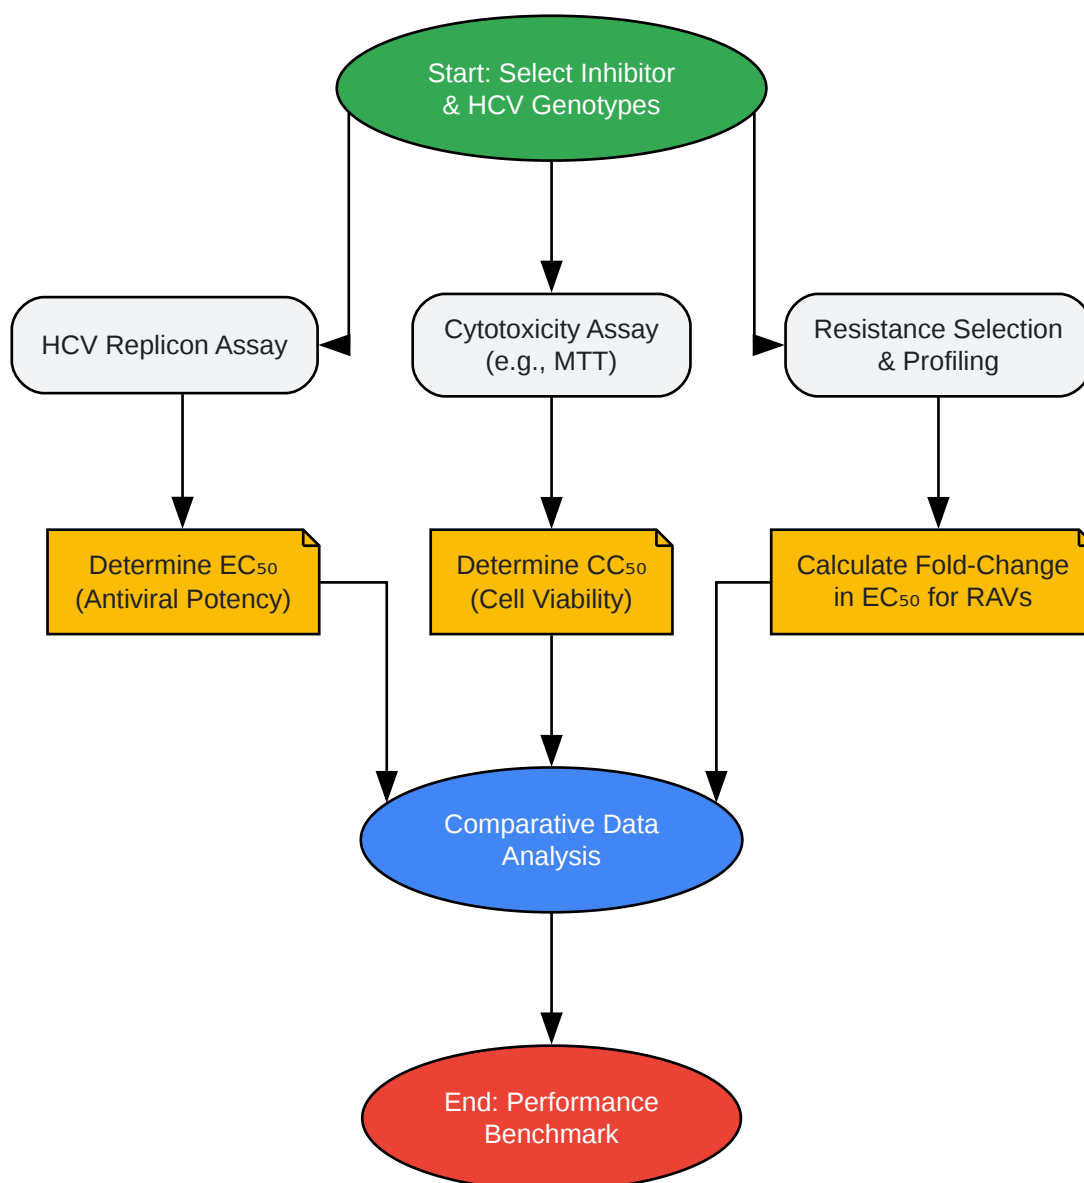 Start: Select Inhibitor
& HCV Genotypes
HCV Replicon Assay
Cytotoxicity Assay
(e.g., MTT)
Resistance Selection
& Profiling
Determine EC₅₀
(Antiviral Potency)
Determine CC₅₀
(Cell Viability)
Calculate Fold-Change
in EC₅₀ for RAVs
Comparative Data
Analysis
End: Performance
Benchmark